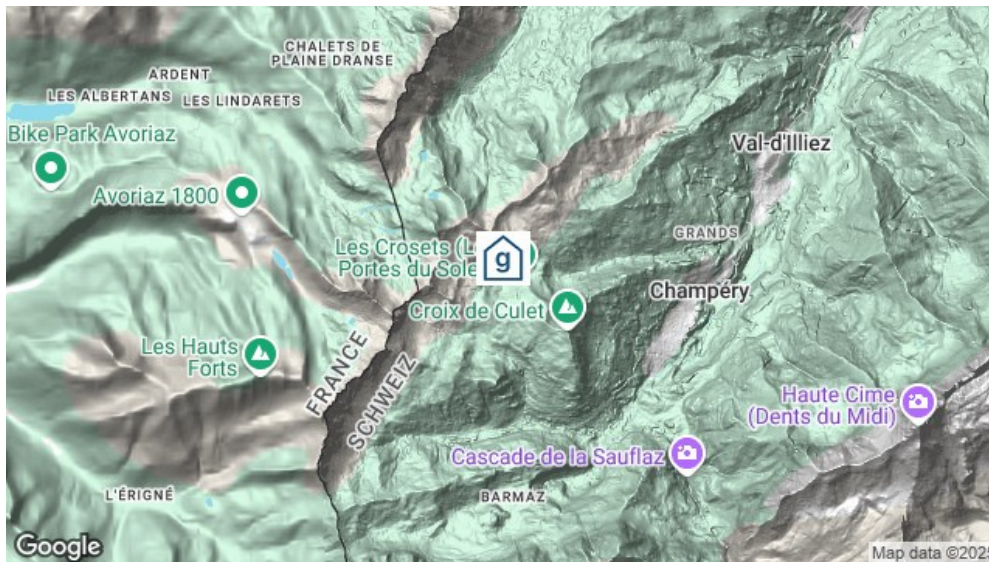 CHALETS DE
PLAINE DRANSE
ARDENT
LES ALBERTANS
LES LINDARETS
Bike Park Avoriaz
Val-d'Illiez
Avoriaz 1800
GRANDS
Les Crosets (L
Portes du Sole
g
Champéry
Croix de Culet
Les Hauts
Forts
FRANCE
SCHWEIZ
Haute Cime
(Dents du Midi)
Cascade de la Sauflaz
L'ÉRIGNÉ
BARMAZ
Google
Map data ©2025